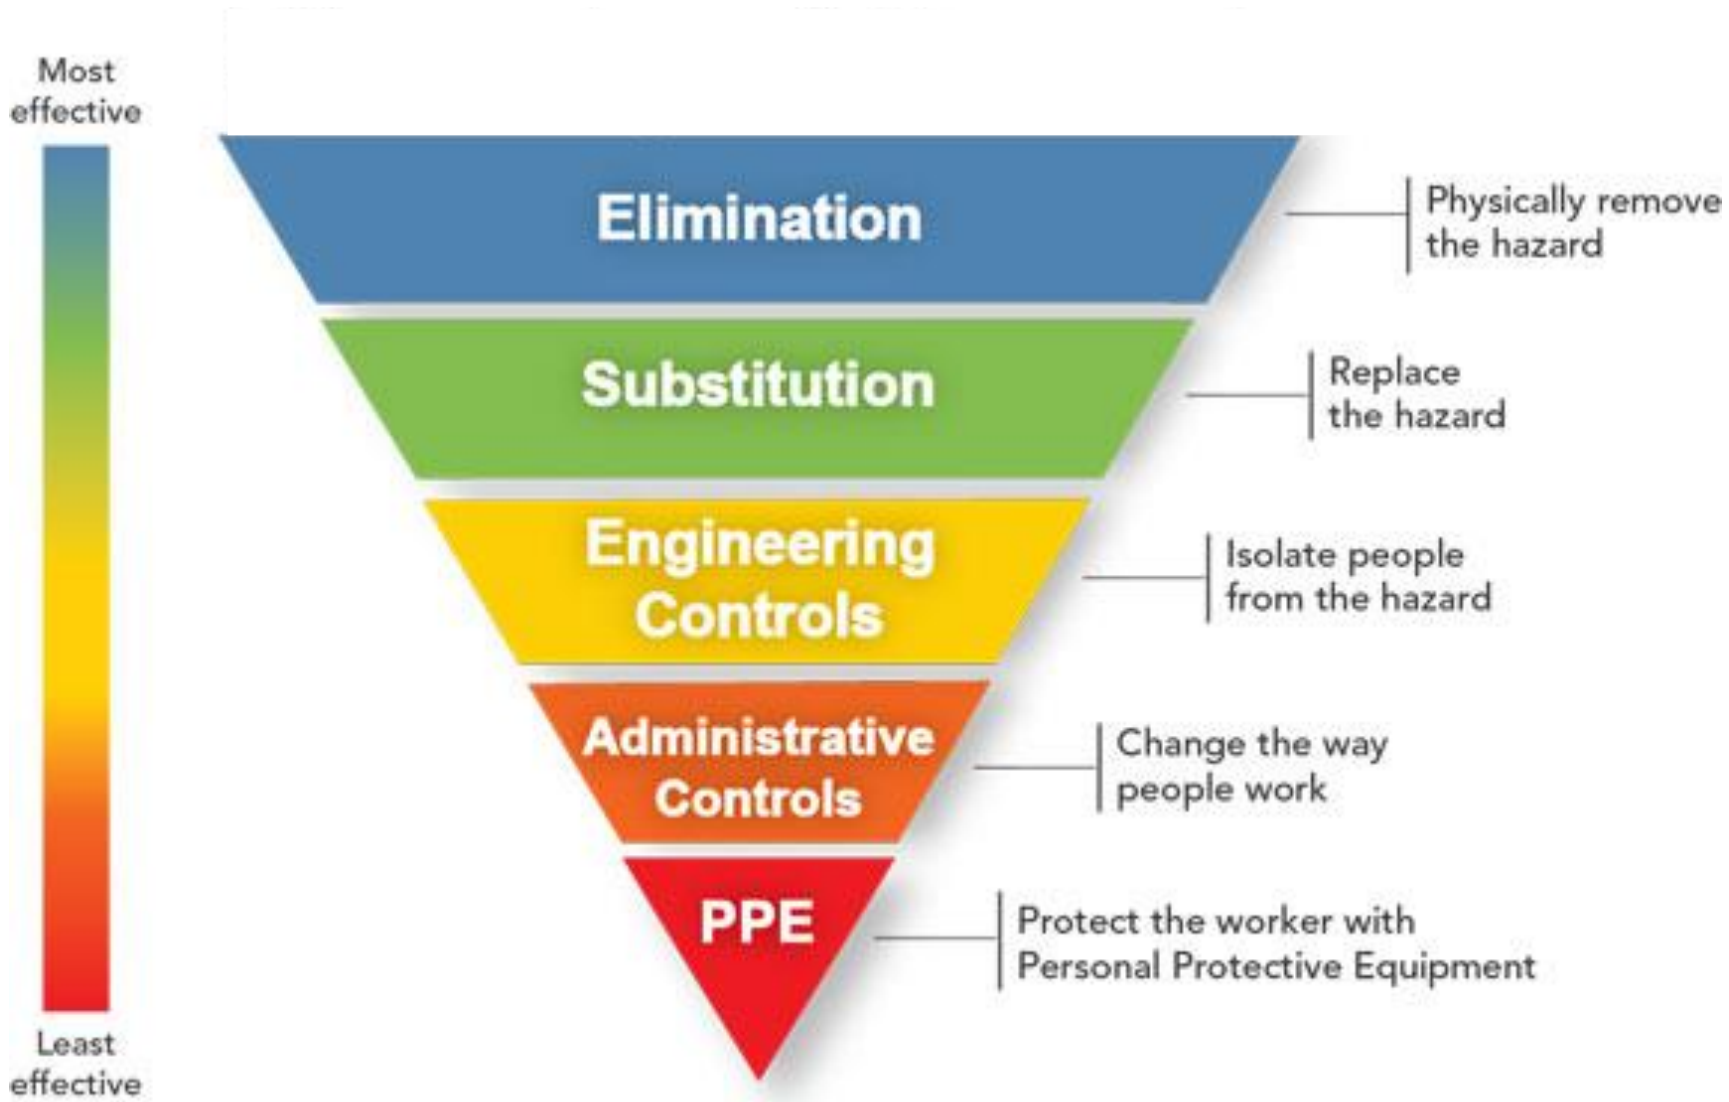 Most
effective
Elimination
Physically remove
the hazard
Substitution
Replace
the hazard
Engineering
Controls
Isolate people
from the hazard
Administrative
Controls
Change the way
people work
PPE
Protect the worker with
Personal Protective Equipment
Least
effective